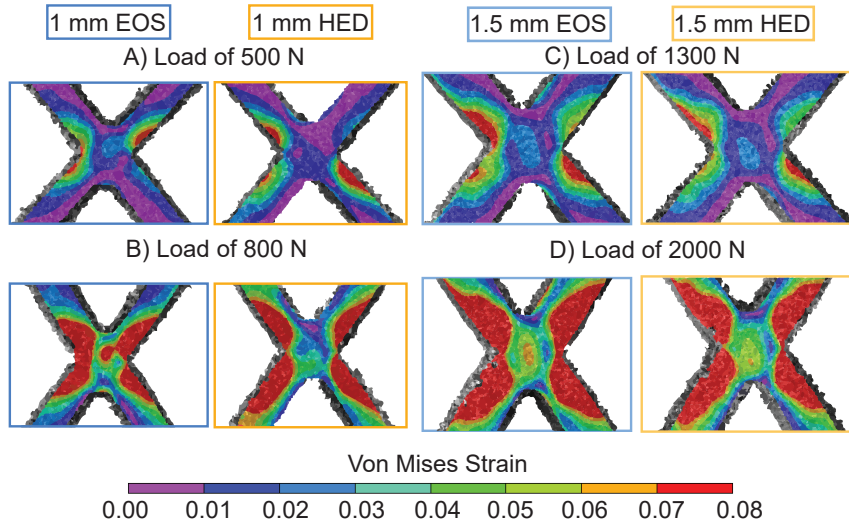 1 mm EOS 1 mm HED 1.5 mm EOS 1.5 mm HED
A) Load of 500 N C) Load of 1300 N
B) Load of 800 N D) Load of 2000 N
Von Mises Strain
0.00 0.01 0.02 0.03 0.04 0.05 0.06 0.07 0.08